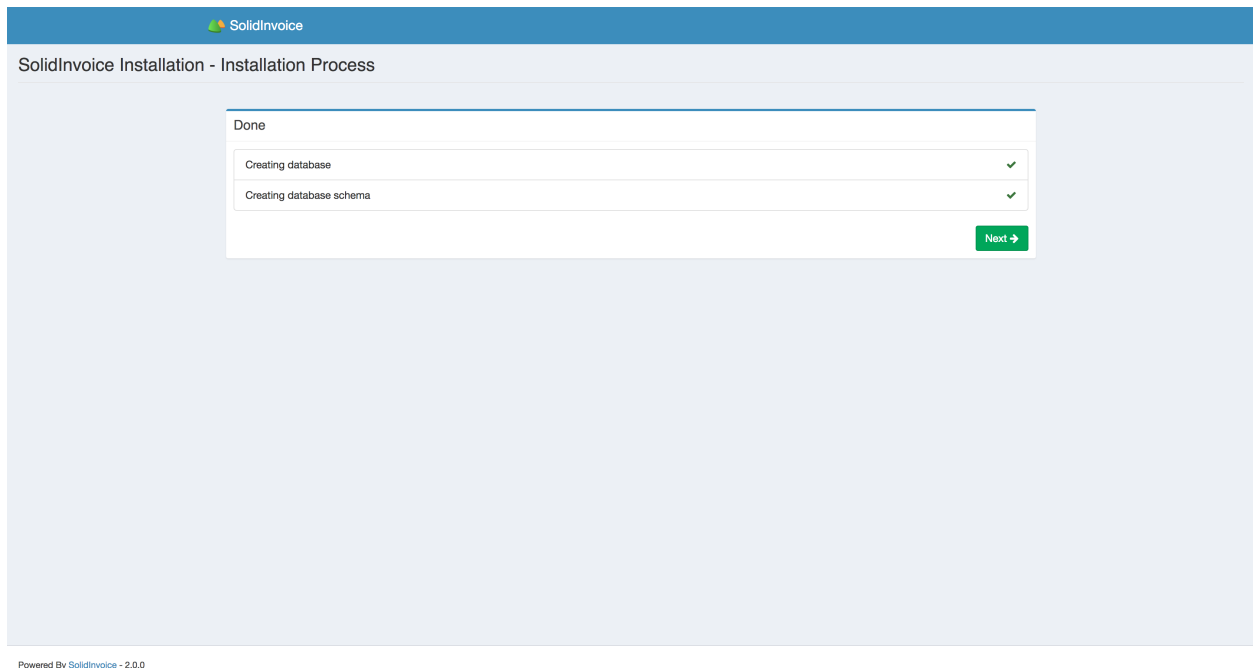 SolidInvoice
SolidInvoice Installation - Installation Process
Done
Creating database
Creating database schema
Next
Powered By SolidInvoice - 2.0.0